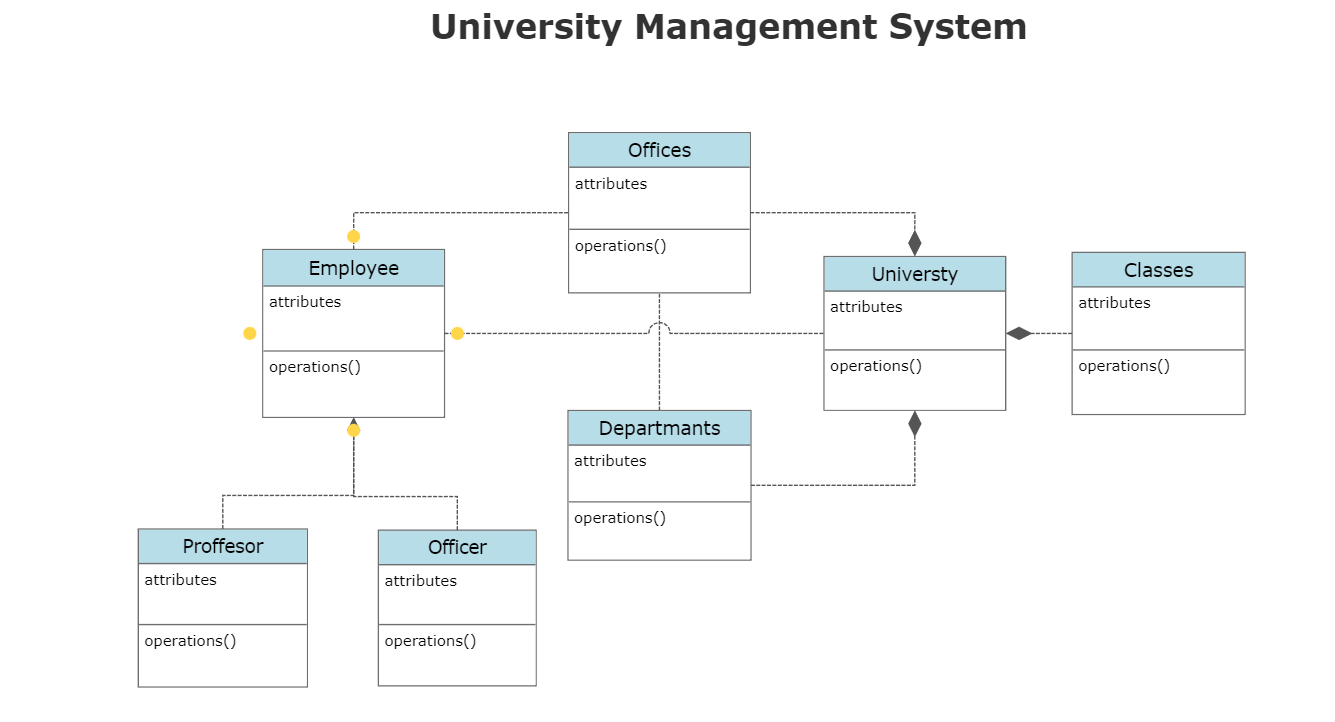 University Management System
Offices
attributes
operations()
Employee
attributes
operations()
Universty
attributes
operations()
Classes
attributes
operations()
Departmants
attributes
operations()
Proffesor
attributes
operations()
Officer
attributes
operations()